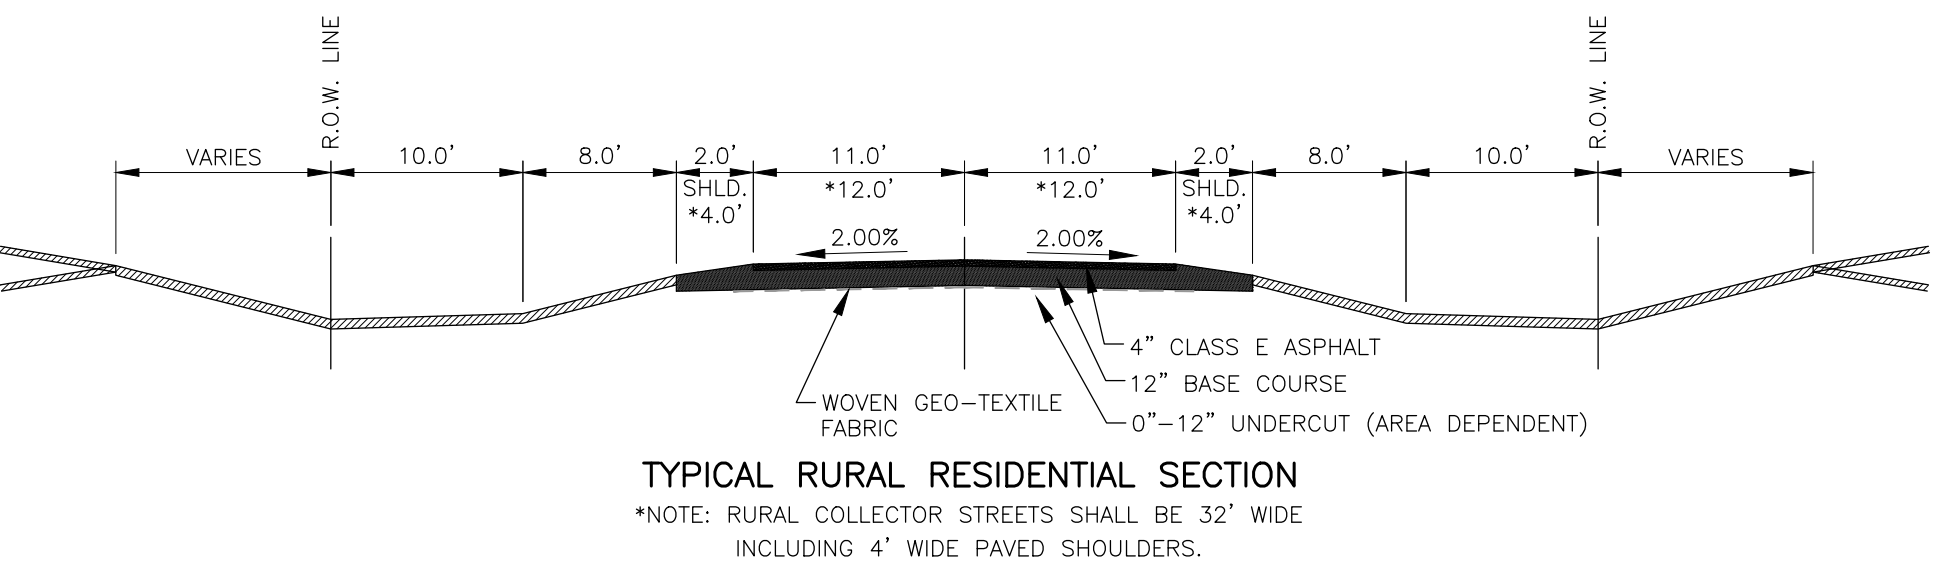 R.O.W. LINE
R.O.W. LINE
VARIES
10.0'
8.0'
2.0'
11.0'
11.0'
2.0'
8.0'
10.0'
VARIES
SHLD.
*4.0'
*12.0'
*12.0'
SHLD.
*4.0'
2.00%
2.00%
4" CLASS E ASPHALT
12" BASE COURSE
0"-12" UNDERCUT (AREA DEPENDENT)
WOVEN GEO-TEXTILE
FABRIC
TYPICAL RURAL RESIDENTIAL SECTION
*NOTE: RURAL COLLECTOR STREETS SHALL BE 32' WIDE
INCLUDING 4' WIDE PAVED SHOULDERS.